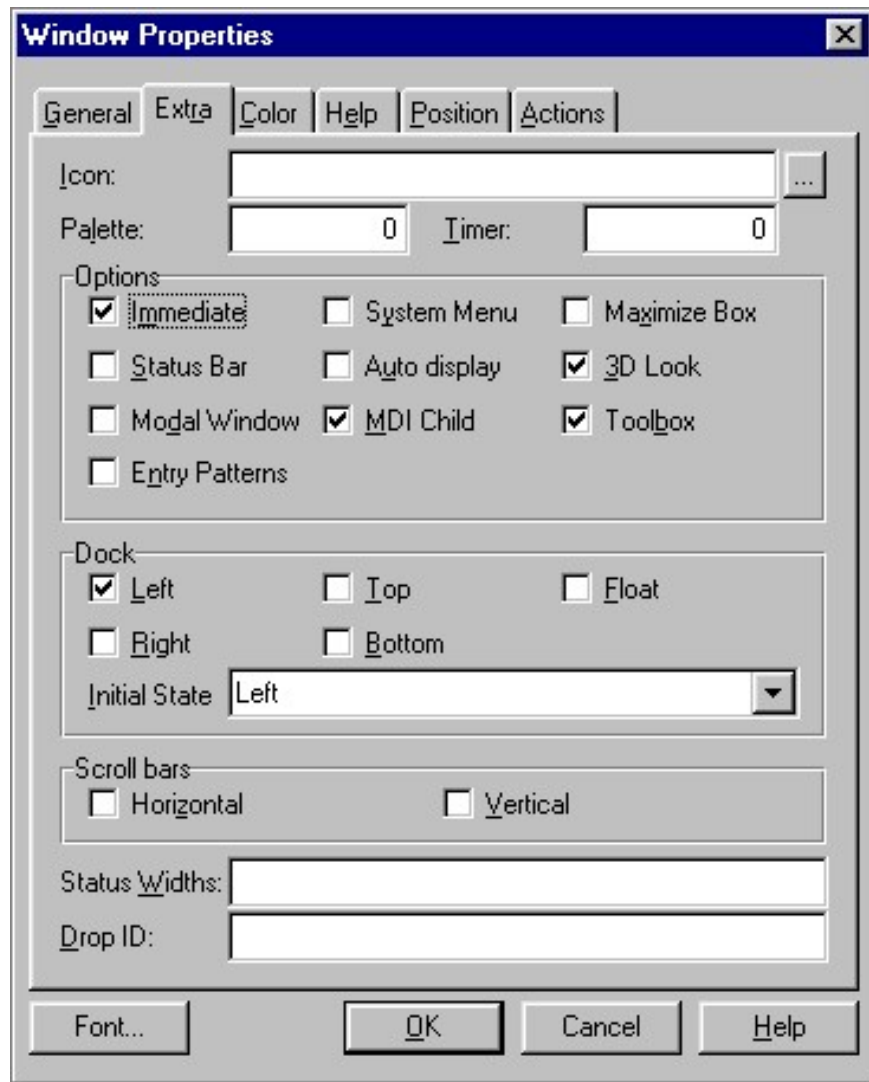 Window Properties
General Extra Color Help Position Actions
Icon: ...
Palette: 0 Timer: 0
Options
Immediate System Menu Maximize Box
Status Bar Auto display 3D Look
Modal Window MDI Child Toolbox
Entry Patterns
Dock
Left Top Float
Right Bottom
Initial State Left
Scroll bars
Horizontal Vertical
Status Widths:
Drop ID:
Font... OK Cancel Help